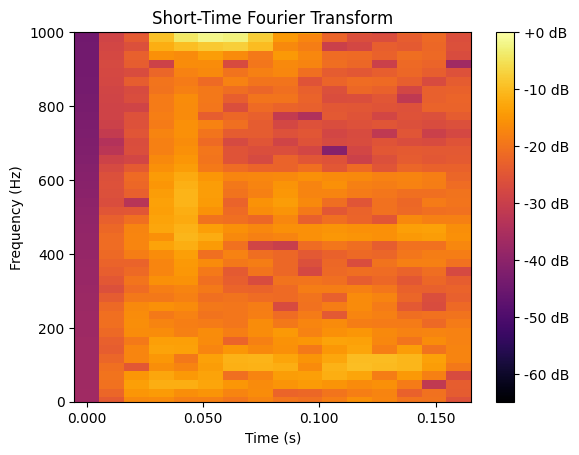 Short-Time Fourier Transform
1000
800
600
400
200
0
Frequency (Hz)
0.000
0.050
0.100
0.150
Time (s)
+0 dB
-10 dB
-20 dB
-30 dB
-40 dB
-50 dB
-60 dB